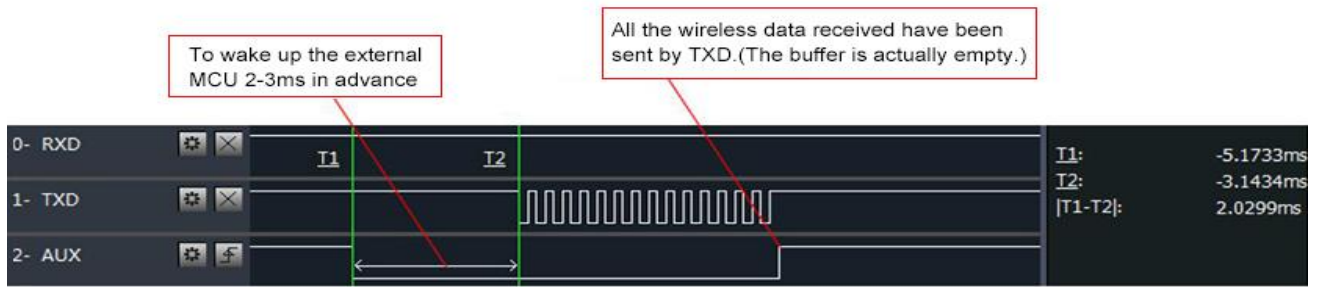 To wake up the external
MCU 2-3ms in advance
All the wireless data received have been
sent by TXD.(The buffer is actually empty.)
0- RXD
T1
T2
T1: -5.1733ms
T2: -3.1434ms
|T1-T2|: 2.0299ms
1- TXD
2- AUX